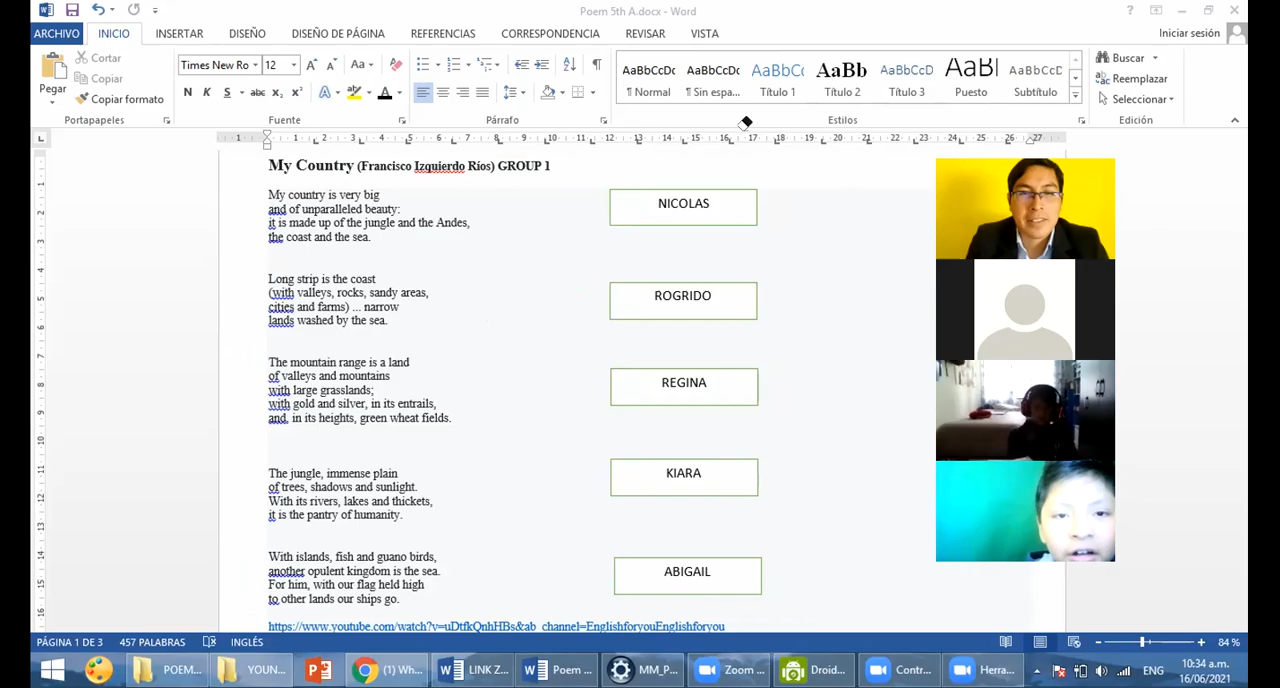 Poem 5th A.docx - Word
ARCHIVO INICIO INSERTAR DISEÑO DISEÑO DE PÁGINA REFERENCIAS CORRESPONDENCIA REVISAR VISTA Iniciar sesión
Pegar
Cortar
Copiar
Copiar formato
Portapapeles
Times New Ro 12
Fuente
Párrafo
AaBbCcDc AaBbCcDc AaBbCc AaBb AaBbCcD AaBl AaBbCcD
¶ Normal ¶ Sin espa... Título 1 Título 2 Título 3 Puesto Subtítulo
Estilos
Buscar
Reemplazar
Seleccionar
Edición
My Country (Francisco Izquierdo Ríos) GROUP 1
My country is very big
and of unparalleled beauty:
it is made up of the jungle and the Andes,
the coast and the sea.
NICOLAS
Long strip is the coast
(with valleys, rocks, sandy areas,
cities and farms) ... narrow
lands washed by the sea.
ROGRIDO
The mountain range is a land
of valleys and mountains
with large grasslands;
with gold and silver, in its entrails,
and, in its heights, green wheat fields.
REGINA
The jungle, immense plain
of trees, shadows and sunlight.
With its rivers, lakes and thickets,
it is the pantry of humanity.
KIARA
With islands, fish and guano birds,
another opulent kingdom is the sea.
For him, with our flag held high
to other lands our ships go.
ABIGAIL
https://www.youtube.com/watch?v=uDtfkQnhHBs&ab_channel=EnglishforyouEnglishforyou
PÁGINA 1 DE 3 457 PALABRAS INGLÉS 84 %
POEM... YOUN... (1) Wh... LINK Z... Poem ... MM_P... Zoom ... Droid... Contr... Herra... ENG
10:34 a.m.
16/06/2021